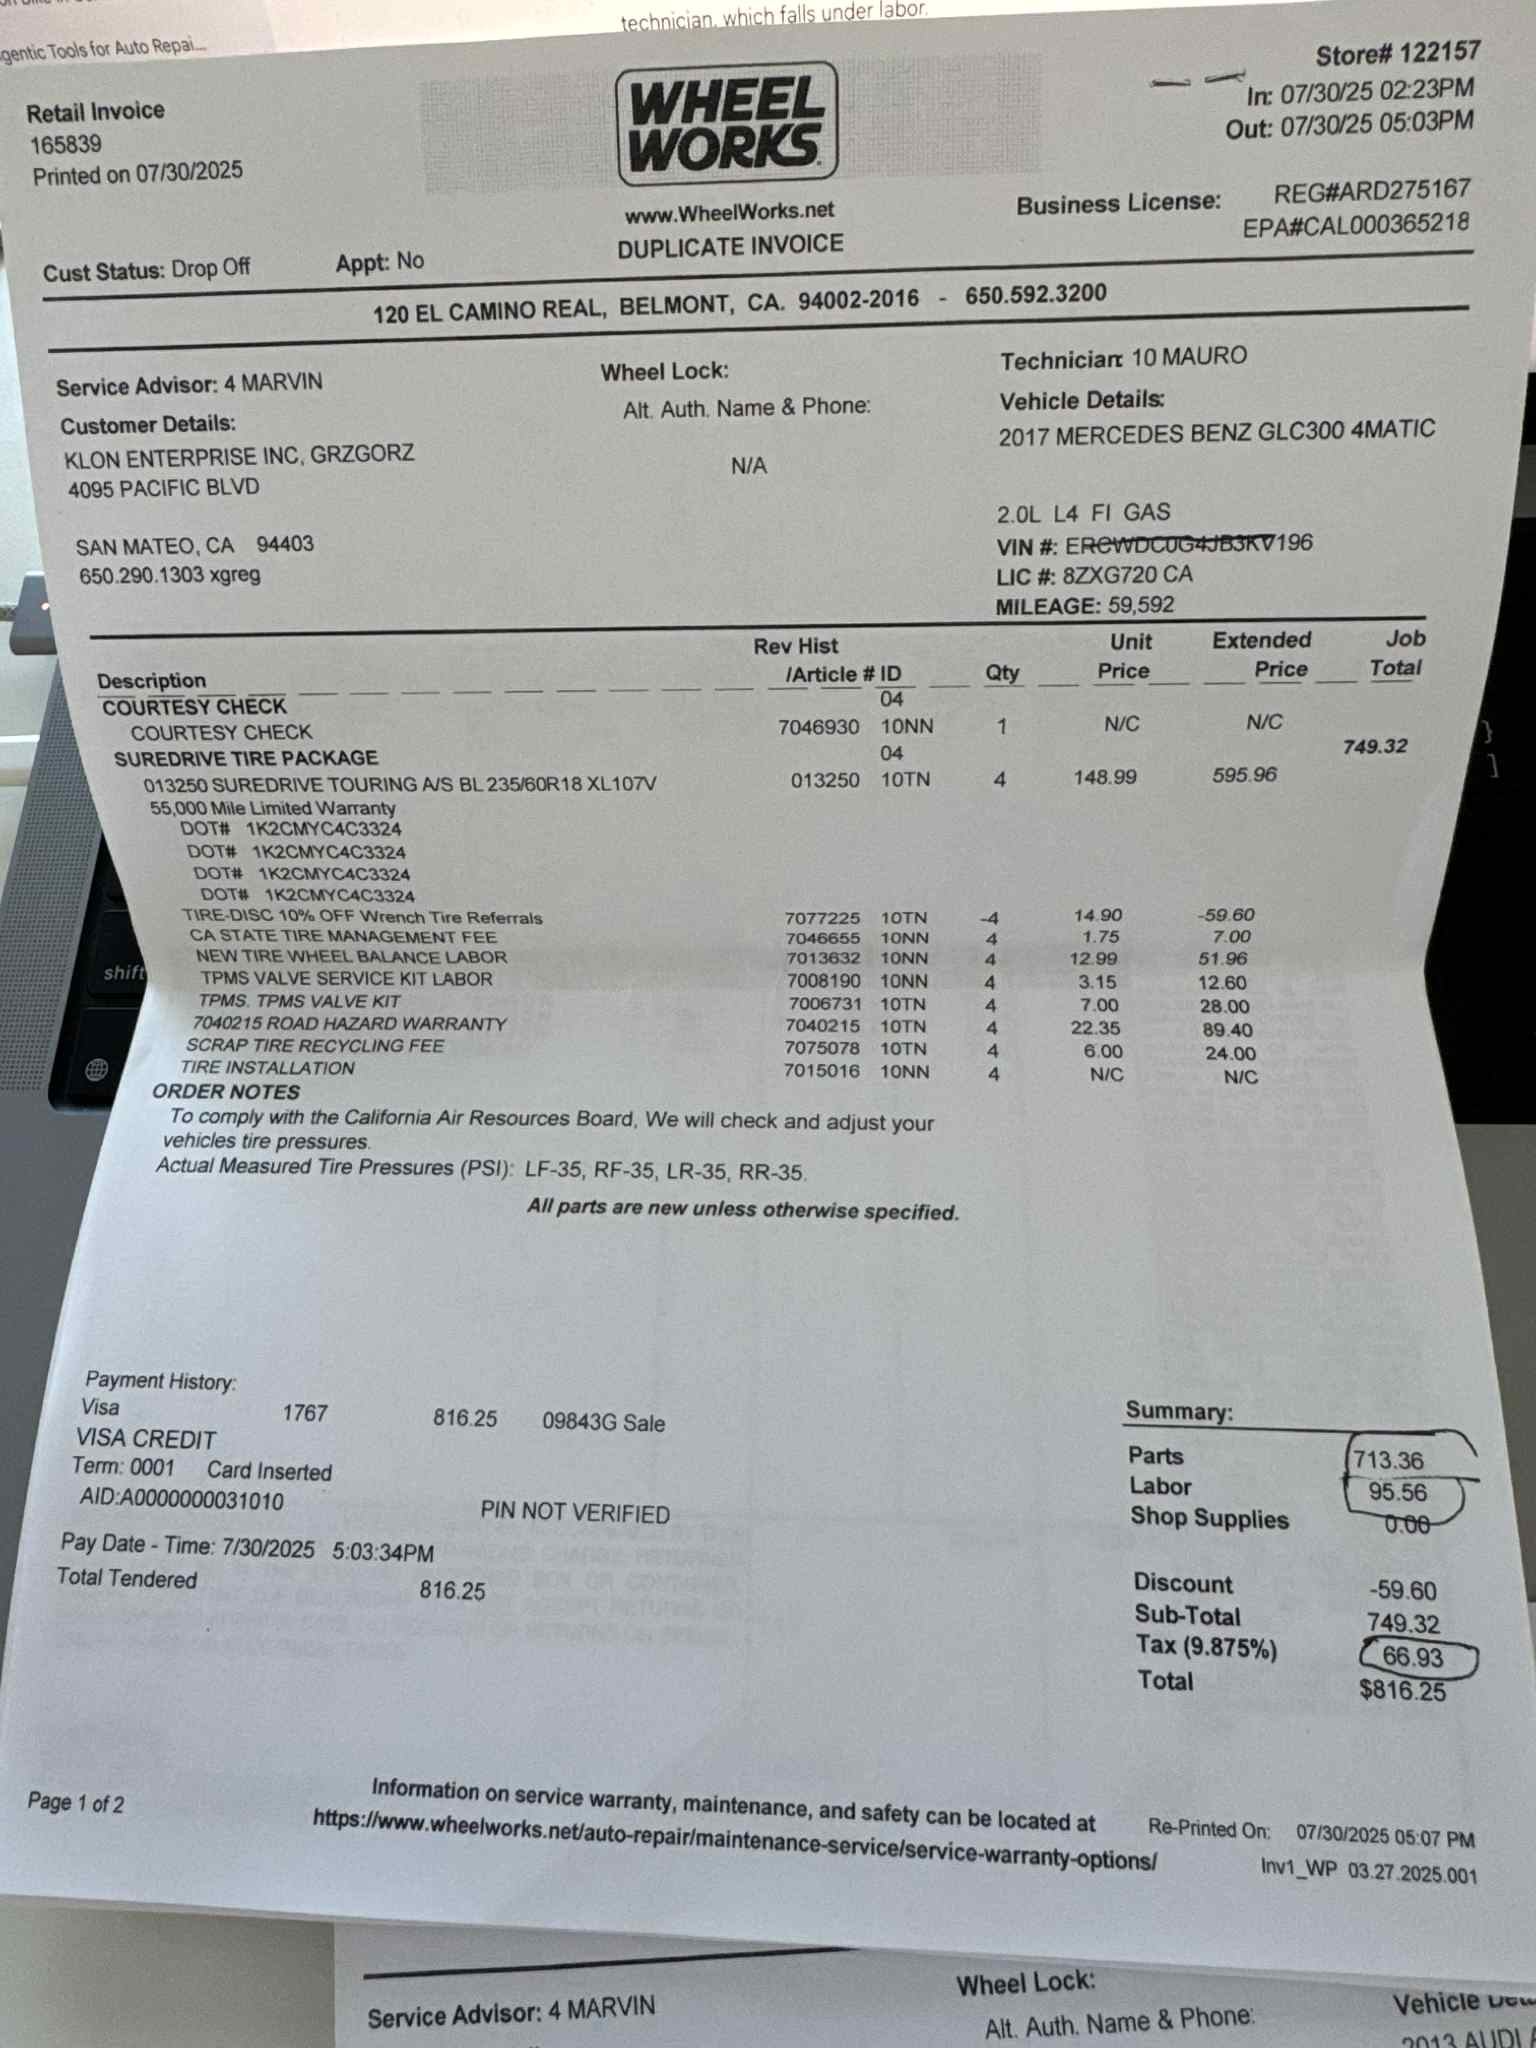 technician, which falls under labor.
gentic Tools for Auto Repai...
Store# 122157
Retail Invoice
165839
Printed on 07/30/2025
WHEEL
WORKS
In: 07/30/25 02:23PM
Out: 07/30/25 05:03PM
www.WheelWorks.net
DUPLICATE INVOICE
Business License: REG#ARD275167
EPA#CAL000365218
Cust Status: Drop Off Appt: No
120 EL CAMINO REAL, BELMONT, CA. 94002-2016 - 650.592.3200
Service Advisor: 4 MARVIN Wheel Lock: Technician: 10 MAURO
Customer Details: Alt. Auth. Name & Phone: Vehicle Details:
KLON ENTERPRISE INC, GRZGORZ N/A 2017 MERCEDES BENZ GLC300 4MATIC
4095 PACIFIC BLVD
2.0L L4 FI GAS
SAN MATEO, CA 94403 VIN #: 196
650.290.1303 xgreg LIC #: 8ZXG720 CA
MILEAGE: 59,592
Rev Hist Unit Extended Job
Description /Article # ID Qty Price Price Total
COURTESY CHECK 04
COURTESY CHECK 7046930 10NN 1 N/C N/C
SUREDRIVE TIRE PACKAGE 04 749.32
013250 SUREDRIVE TOURING A/S BL 235/60R18 XL107V 013250 10TN 4 148.99 595.96
55,000 Mile Limited Warranty
DOT# 1K2CMYC4C3324
DOT# 1K2CMYC4C3324
DOT# 1K2CMYC4C3324
DOT# 1K2CMYC4C3324
TIRE-DISC 10% OFF Wrench Tire Referrals 7077225 10TN -4 14.90 -59.60
CA STATE TIRE MANAGEMENT FEE 7046655 10NN 4 1.75 7.00
NEW TIRE WHEEL BALANCE LABOR 7013632 10NN 4 12.99 51.96
TPMS VALVE SERVICE KIT LABOR 7008190 10NN 4 3.15 12.60
TPMS. TPMS VALVE KIT 7006731 10TN 4 7.00 28.00
7040215 ROAD HAZARD WARRANTY 7040215 10TN 4 22.35 89.40
SCRAP TIRE RECYCLING FEE 7075078 10TN 4 6.00 24.00
TIRE INSTALLATION 7015016 10NN 4 N/C N/C
ORDER NOTES
To comply with the California Air Resources Board, We will check and adjust your
vehicles tire pressures.
Actual Measured Tire Pressures (PSI): LF-35, RF-35, LR-35, RR-35.
All parts are new unless otherwise specified.
Payment History:
Visa 1767 816.25 09843G Sale
VISA CREDIT
Term: 0001 Card Inserted
AID:A0000000031010 PIN NOT VERIFIED
Pay Date - Time: 7/30/2025 5:03:34PM
Total Tendered 816.25
Summary:
Parts 713.36
Labor 95.56
Shop Supplies 0.00
Discount -59.60
Sub-Total 749.32
Tax (9.875%) 66.93
Total $816.25
Page 1 of 2
Information on service warranty, maintenance, and safety can be located at
https://www.wheelworks.net/auto-repair/maintenance-service/service-warranty-options/
Re-Printed On: 07/30/2025 05:07 PM
Inv1_WP 03.27.2025.001
Service Advisor: 4 MARVIN Wheel Lock:
Alt. Auth. Name & Phone: Vehicle
2013 AUDI
shift
}
]